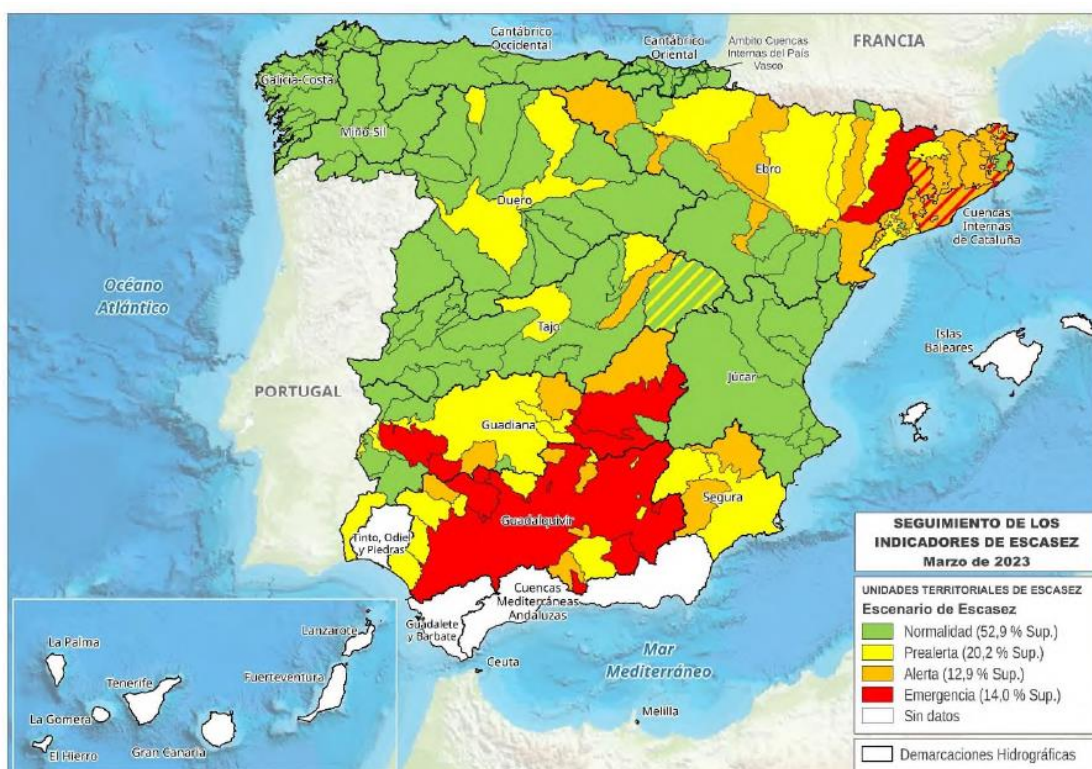 Cantábrico
Occidental
Cantábrico
Oriental
Ámbito Cuencas
Internas del País
Vasco
FRANCIA
Galicia-Costa
Miño-Sil
Ebro
Duero
Cuencas
Internas
de Cataluña
Océano
Atlántico
Tajo
Islas
Baleares
PORTUGAL
Júcar
Guadiana
Segura
Guadalquivir
Tinto, Odiel
y Piedras
Cuencas
Mediterráneas
Andaluzas
Guadalete
y Barbate
Ceuta
Mar
Mediterráneo
Melilla
La Palma
Lanzarote
Tenerife
Fuerteventura
La Gomera
El Hierro
Gran Canaria
SEGUIMIENTO DE LOS
INDICADORES DE ESCASEZ
Marzo de 2023
UNIDADES TERRITORIALES DE ESCASEZ
Escenario de Escasez
Normalidad (52,9 % Sup.)
Prealerta (20,2 % Sup.)
Alerta (12,9 % Sup.)
Emergencia (14,0 % Sup.)
Sin datos
Demarcaciones Hidrográficas